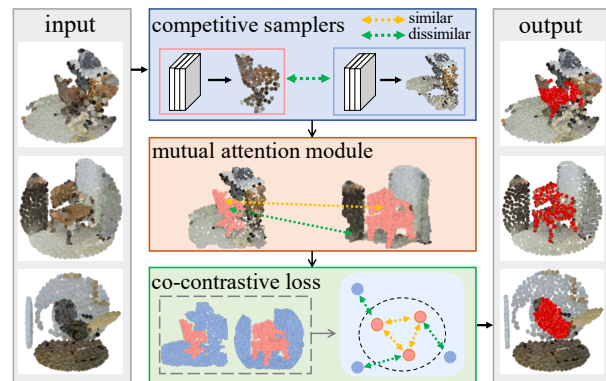 input
competitive samplers
similar
dissimilar
mutual attention module
co-contrastive loss
output